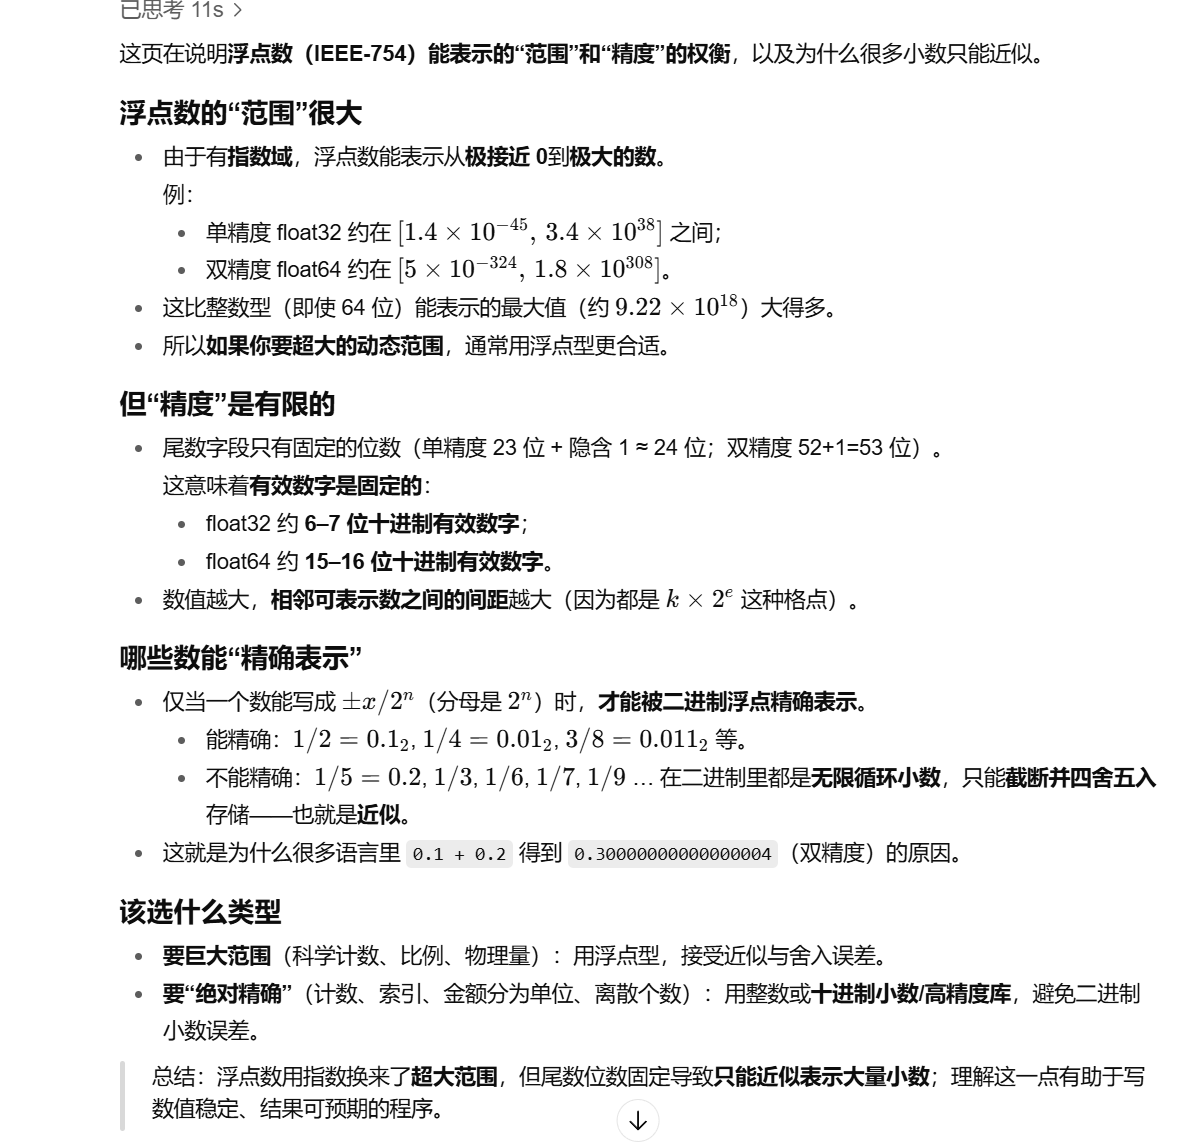 已思考 11s >
这页在说明浮点数（IEEE-754）能表示的“范围”和“精度”的权衡，以及为什么很多小数只能近似。
浮点数的“范围”很大
• 由于有指数域，浮点数能表示从极接近 0到极大的数。
例：
• 单精度 float32 约在 [1.4 × 10⁻⁴⁵, 3.4 × 10³⁸] 之间；
• 双精度 float64 约在 [5 × 10⁻³²⁴, 1.8 × 10³⁰⁸]。
• 这比整数型（即使 64 位）能表示的最大值（约 9.22 × 10¹⁸）大得多。
• 所以如果你要超大的动态范围，通常用浮点型更合适。
但“精度”是有限的
• 尾数字段只有固定的位数（单精度 23 位 + 隐含 1 ≈ 24 位；双精度 52+1=53 位）。
这意味着有效数字是固定的：
• float32 约 6–7 位十进制有效数字；
• float64 约 15–16 位十进制有效数字。
• 数值越大，相邻可表示数之间的间距越大（因为都是 k × 2ᵉ 这种格点）。
哪些数能“精确表示”
• 仅当一个数能写成 ±x/2ⁿ（分母是 2ⁿ）时，才能被二进制浮点精确表示。
• 能精确：1/2 = 0.1₂, 1/4 = 0.01₂, 3/8 = 0.011₂ 等。
• 不能精确：1/5 = 0.2, 1/3, 1/6, 1/7, 1/9 … 在二进制里都是无限循环小数，只能截断并四舍五入
存储——也就是近似。
• 这就是为什么很多语言里 0.1 + 0.2 得到 0.30000000000000004（双精度）的原因。
该选什么类型
• 要巨大范围（科学计数、比例、物理量）：用浮点型，接受近似与舍入误差。
• 要“绝对精确”（计数、索引、金额分为单位、离散个数）：用整数或十进制小数/高精度库，避免二进制
小数误差。
总结：浮点数用指数换来了超大范围，但尾数位数固定导致只能近似表示大量小数；理解这一点有助于写
数值稳定、结果可预期的程序。